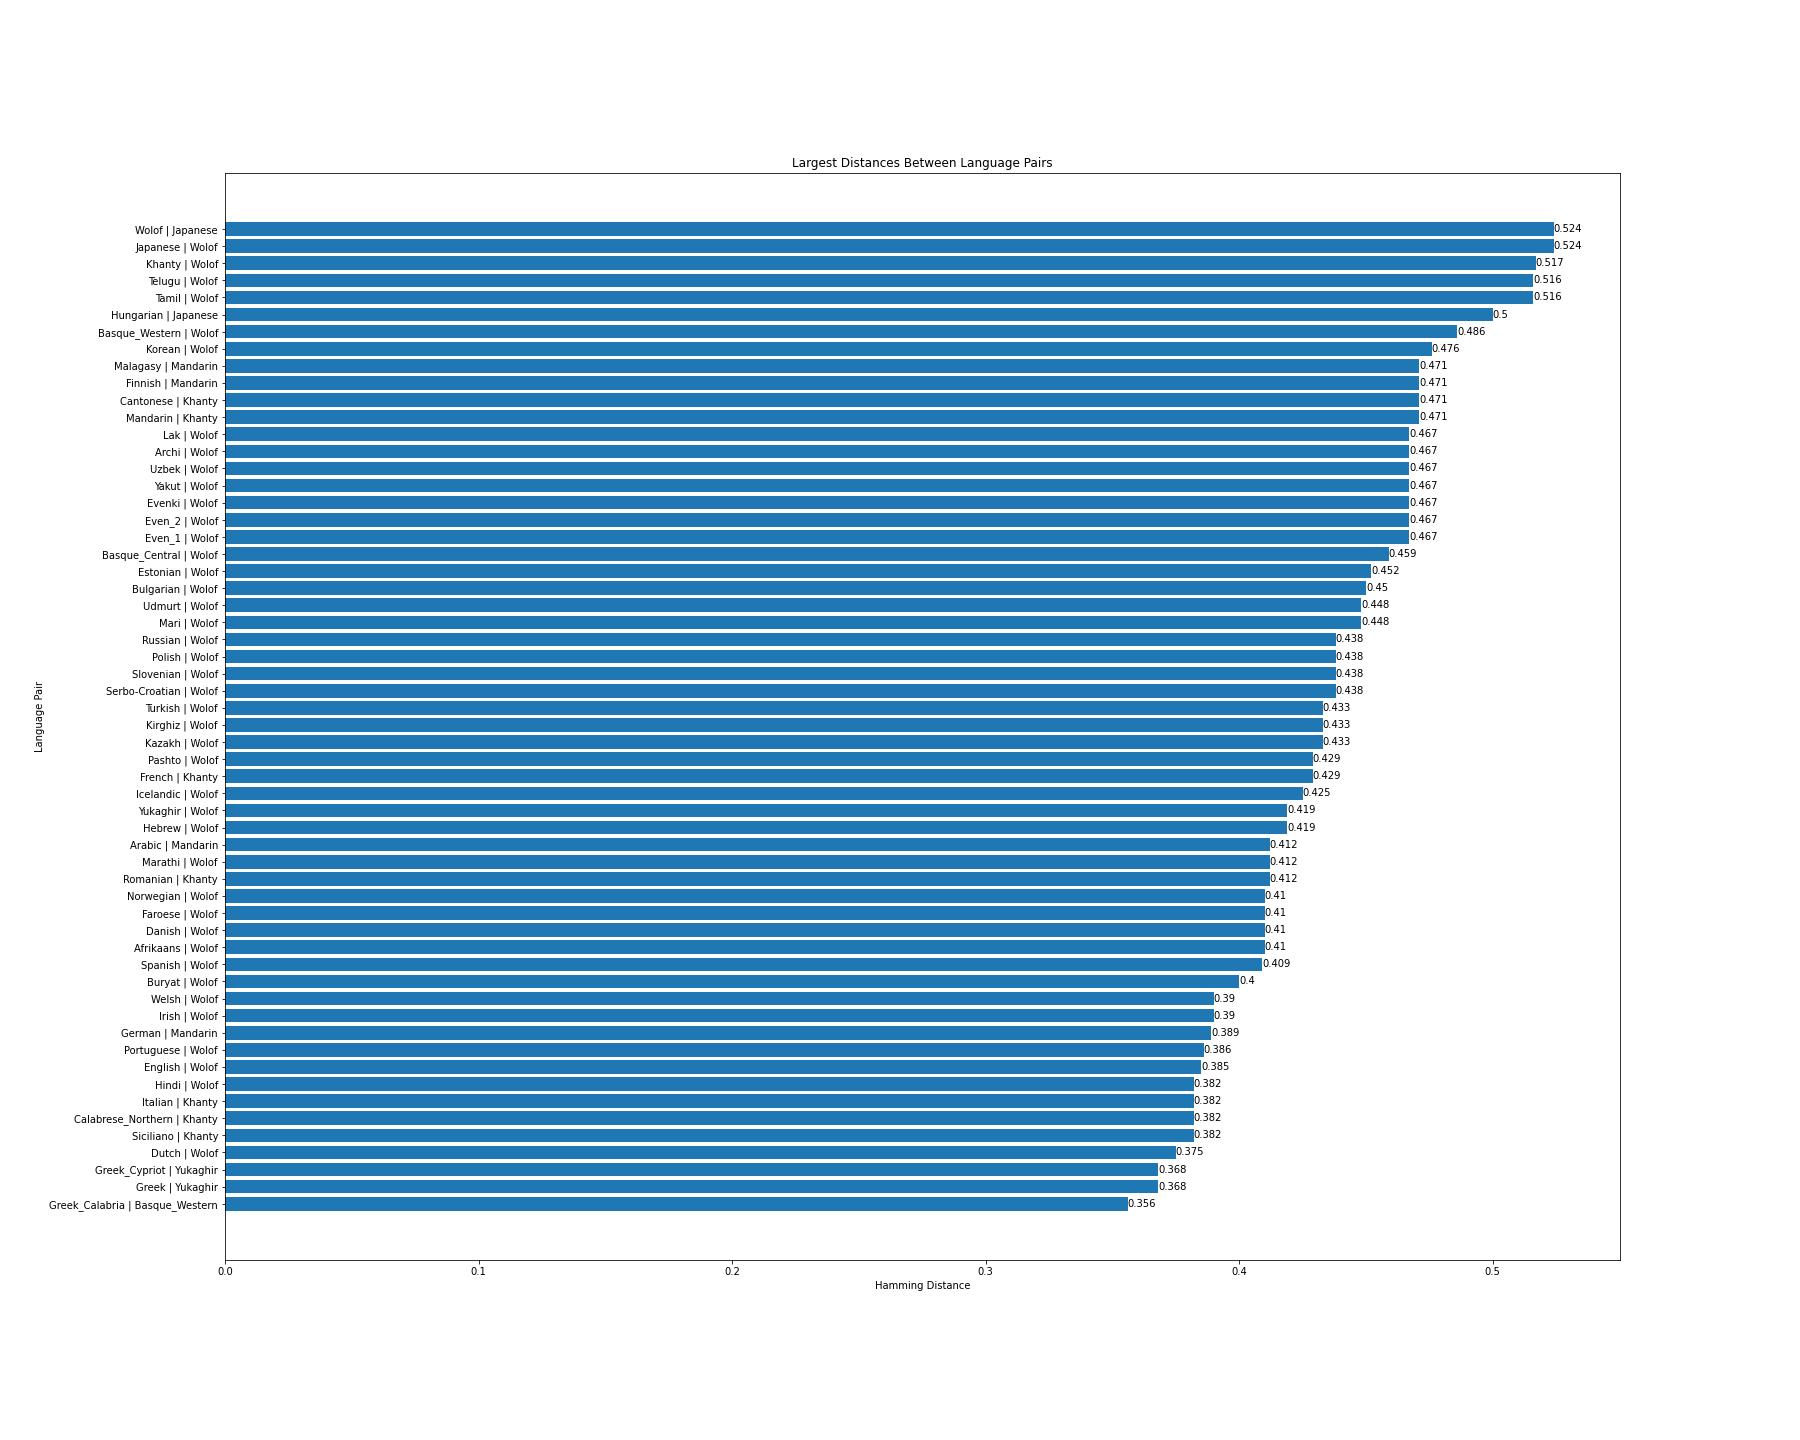 Largest Distances Between Language Pairs
Wolof | Japanese 0.524
Japanese | Wolof 0.524
Khanty | Wolof 0.517
Telugu | Wolof 0.516
Tamil | Wolof 0.516
Hungarian | Japanese 0.5
Basque_Western | Wolof 0.486
Korean | Wolof 0.476
Malagasy | Mandarin 0.471
Finnish | Mandarin 0.471
Cantonese | Khanty 0.471
Mandarin | Khanty 0.471
Lak | Wolof 0.467
Archi | Wolof 0.467
Uzbek | Wolof 0.467
Yakut | Wolof 0.467
Evenki | Wolof 0.467
Even_2 | Wolof 0.467
Even_1 | Wolof 0.467
Basque_Central | Wolof 0.459
Estonian | Wolof 0.452
Bulgarian | Wolof 0.45
Udmurt | Wolof 0.448
Mari | Wolof 0.448
Russian | Wolof 0.438
Polish | Wolof 0.438
Slovenian | Wolof 0.438
Serbo-Croatian | Wolof 0.438
Turkish | Wolof 0.433
Kirghiz | Wolof 0.433
Kazakh | Wolof 0.433
Pashto | Wolof 0.429
French | Khanty 0.429
Icelandic | Wolof 0.425
Yukaghir | Wolof 0.419
Hebrew | Wolof 0.419
Arabic | Mandarin 0.412
Marathi | Wolof 0.412
Romanian | Khanty 0.412
Norwegian | Wolof 0.41
Faroese | Wolof 0.41
Danish | Wolof 0.41
Afrikaans | Wolof 0.41
Spanish | Wolof 0.409
Buryat | Wolof 0.4
Welsh | Wolof 0.39
Irish | Wolof 0.39
German | Mandarin 0.389
Portuguese | Wolof 0.386
English | Wolof 0.385
Hindi | Wolof 0.382
Italian | Khanty 0.382
Calabrese_Northern | Khanty 0.382
Siciliano | Khanty 0.382
Dutch | Wolof 0.375
Greek_Cypriot | Yukaghir 0.368
Greek | Yukaghir 0.368
Greek_Calabria | Basque_Western 0.356
Language Pair
0.0 0.1 0.2 0.3 0.4 0.5
Hamming Distance